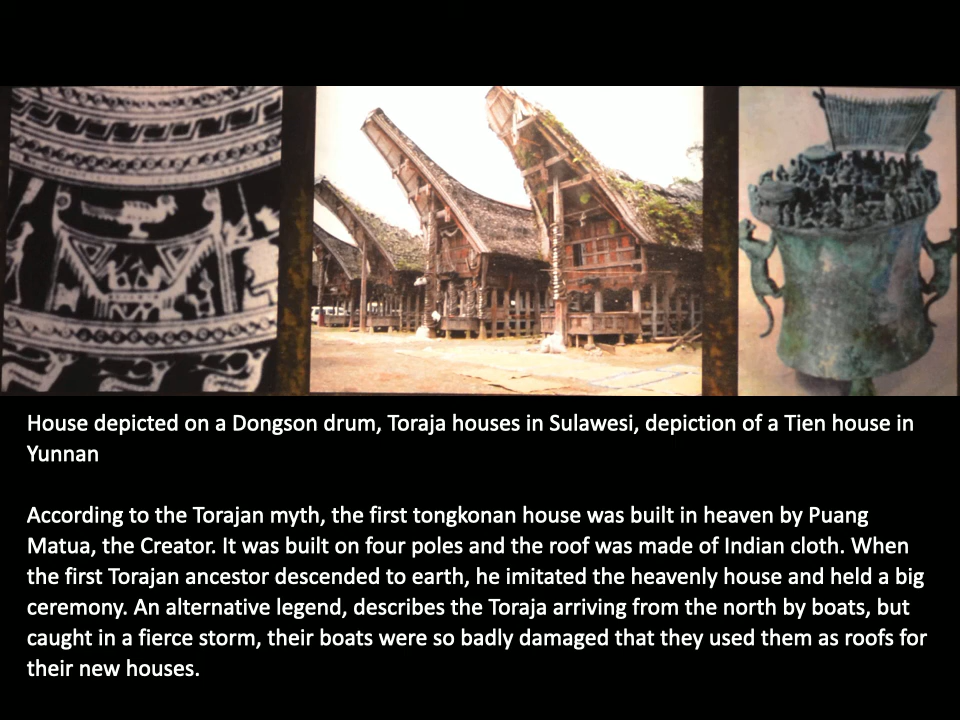 House depicted on a Dongson drum, Toraja houses in Sulawesi, depiction of a Tien house in
Yunnan
According to the Torajan myth, the first tongkonan house was built in heaven by Puang
Matua, the Creator. It was built on four poles and the roof was made of Indian cloth. When
the first Torajan ancestor descended to earth, he imitated the heavenly house and held a big
ceremony. An alternative legend, describes the Toraja arriving from the north by boats, but
caught in a fierce storm, their boats were so badly damaged that they used them as roofs for
their new houses.